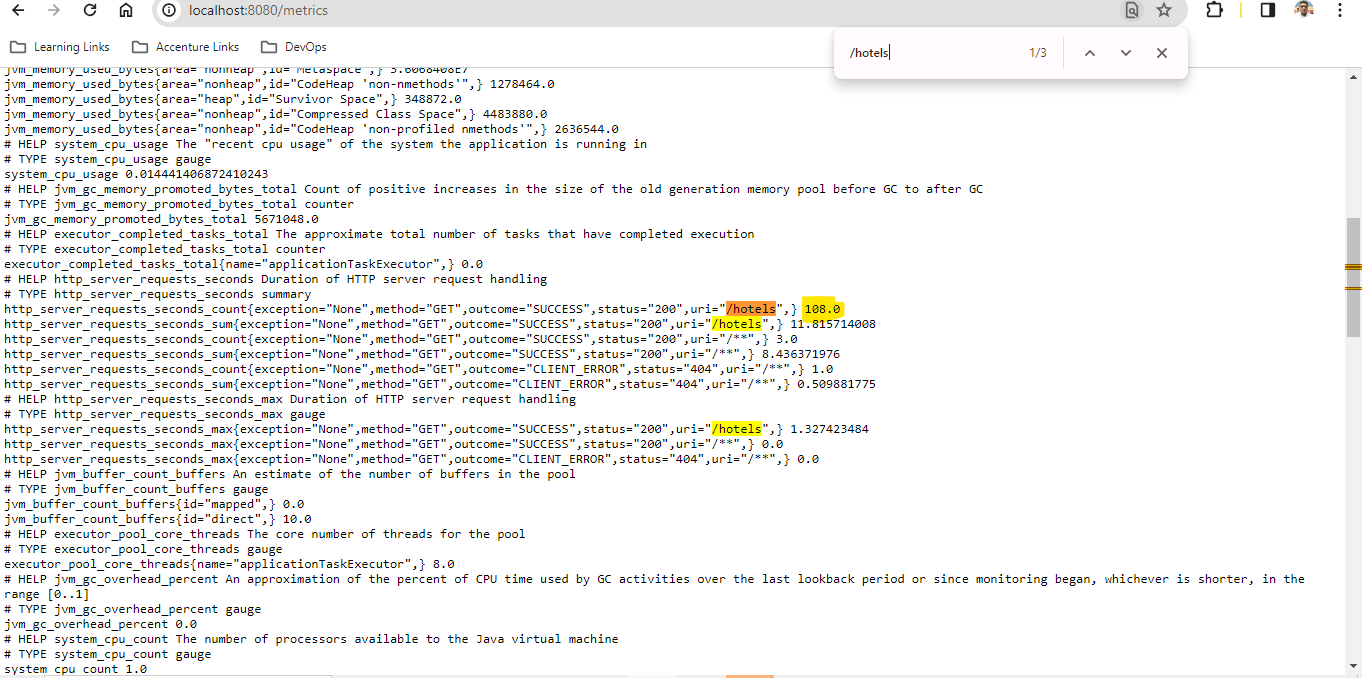 localhost:8080/metrics
Learning Links Accenture Links DevOps
/hotels 1/3
jvm_memory_used_bytes{area="nonheap",id="Metaspace",} 3.6068408E7
jvm_memory_used_bytes{area="nonheap",id="CodeHeap 'non-nmethods'",} 1278464.0
jvm_memory_used_bytes{area="heap",id="Survivor Space",} 348872.0
jvm_memory_used_bytes{area="nonheap",id="Compressed Class Space",} 4483880.0
jvm_memory_used_bytes{area="nonheap",id="CodeHeap 'non-profiled nmethods'",} 2636544.0
# HELP system_cpu_usage The "recent cpu usage" of the system the application is running in
# TYPE system_cpu_usage gauge
system_cpu_usage 0.014441406872410243
# HELP jvm_gc_memory_promoted_bytes_total Count of positive increases in the size of the old generation memory pool before GC to after GC
# TYPE jvm_gc_memory_promoted_bytes_total counter
jvm_gc_memory_promoted_bytes_total 5671048.0
# HELP executor_completed_tasks_total The approximate total number of tasks that have completed execution
# TYPE executor_completed_tasks_total counter
executor_completed_tasks_total{name="applicationTaskExecutor",} 0.0
# HELP http_server_requests_seconds Duration of HTTP server request handling
# TYPE http_server_requests_seconds summary
http_server_requests_seconds_count{exception="None",method="GET",outcome="SUCCESS",status="200",uri="/hotels",} 108.0
http_server_requests_seconds_sum{exception="None",method="GET",outcome="SUCCESS",status="200",uri="/hotels",} 11.815714008
http_server_requests_seconds_count{exception="None",method="GET",outcome="SUCCESS",status="200",uri="/**",} 3.0
http_server_requests_seconds_sum{exception="None",method="GET",outcome="SUCCESS",status="200",uri="/**",} 8.436371976
http_server_requests_seconds_count{exception="None",method="GET",outcome="CLIENT_ERROR",status="404",uri="/**",} 1.0
http_server_requests_seconds_sum{exception="None",method="GET",outcome="CLIENT_ERROR",status="404",uri="/**",} 0.509881775
# HELP http_server_requests_seconds_max Duration of HTTP server request handling
# TYPE http_server_requests_seconds_max gauge
http_server_requests_seconds_max{exception="None",method="GET",outcome="SUCCESS",status="200",uri="/hotels",} 1.327423484
http_server_requests_seconds_max{exception="None",method="GET",outcome="SUCCESS",status="200",uri="/**",} 0.0
http_server_requests_seconds_max{exception="None",method="GET",outcome="CLIENT_ERROR",status="404",uri="/**",} 0.0
# HELP jvm_buffer_count_buffers An estimate of the number of buffers in the pool
# TYPE jvm_buffer_count_buffers gauge
jvm_buffer_count_buffers{id="mapped",} 0.0
jvm_buffer_count_buffers{id="direct",} 10.0
# HELP executor_pool_core_threads The core number of threads for the pool
# TYPE executor_pool_core_threads gauge
executor_pool_core_threads{name="applicationTaskExecutor",} 8.0
# HELP jvm_gc_overhead_percent An approximation of the percent of CPU time used by GC activities over the last lookback period or since monitoring began, whichever is shorter, in the
range [0..1]
# TYPE jvm_gc_overhead_percent gauge
jvm_gc_overhead_percent 0.0
# HELP system_cpu_count The number of processors available to the Java virtual machine
# TYPE system_cpu_count gauge
system_cpu_count 1.0